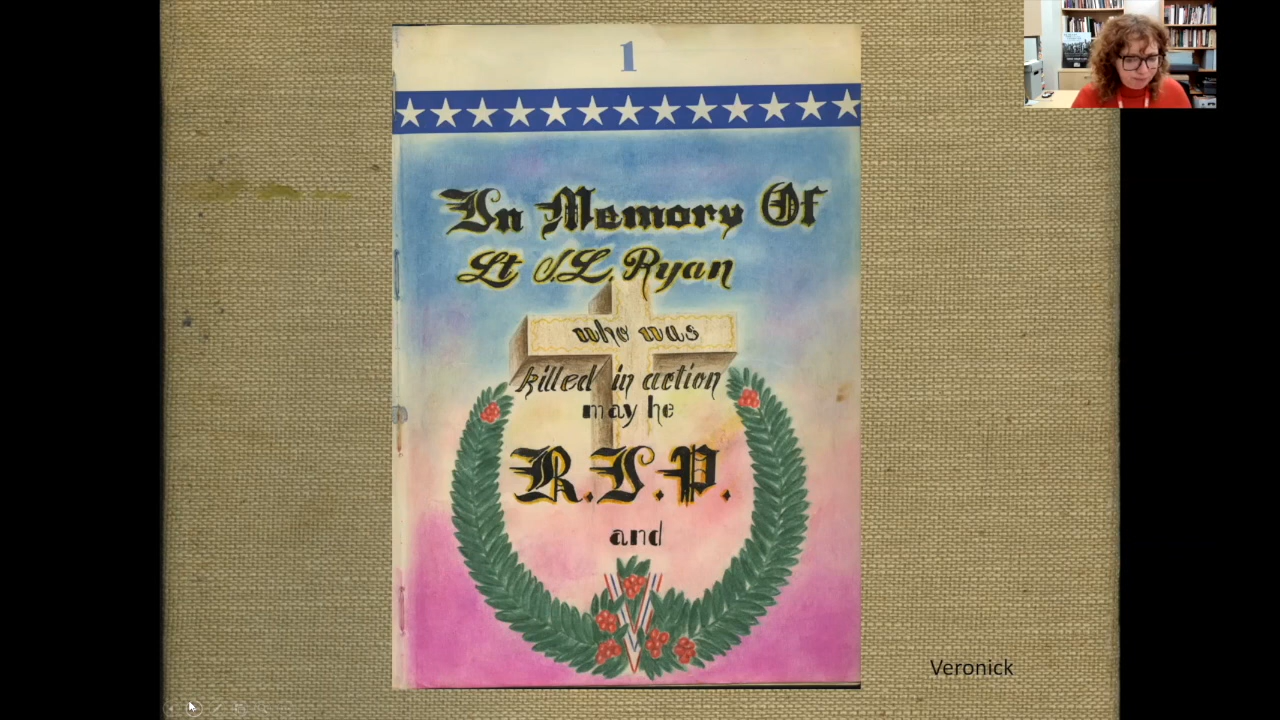 1
In Memory Of
Lt J.L. Ryan
who was
killed in action
may he
R.I.P.
and
Veronick